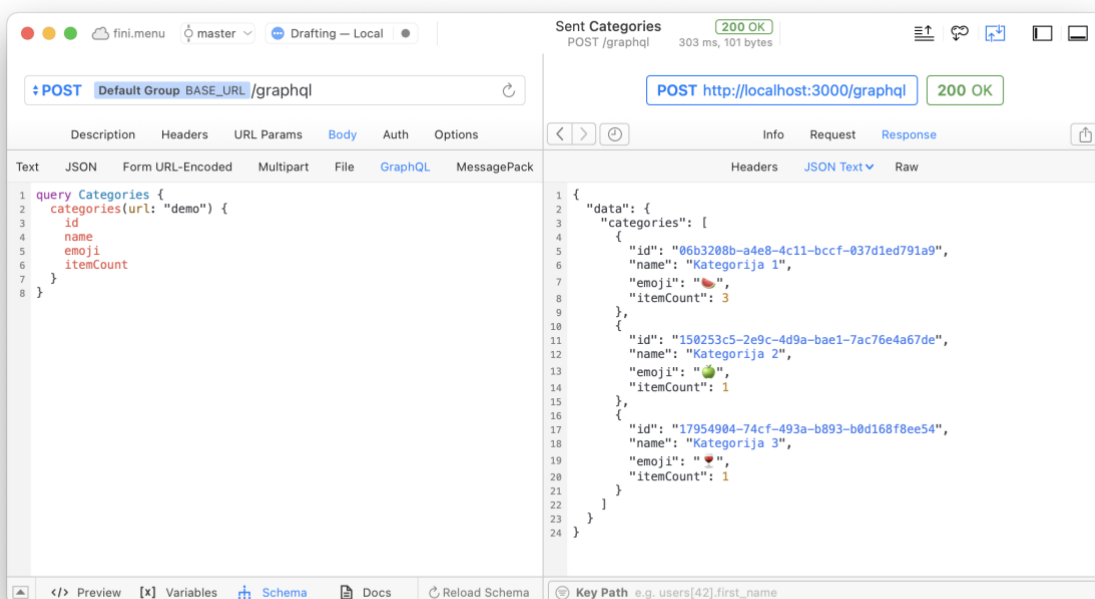 fini.menu master Drafting — Local
Sent Categories 200 OK
POST /graphql 303 ms, 101 bytes
POST Default Group BASE_URL /graphql
POST http://localhost:3000/graphql 200 OK
Description Headers URL Params Body Auth Options
Info Request Response
Text JSON Form URL-Encoded Multipart File GraphQL MessagePack
Headers JSON Text Raw
1 query Categories {
2 categories(url: "demo") {
3 id
4 name
5 emoji
6 itemCount
7 }
8 }
1 {
2 "data": {
3 "categories": [
4 {
5 "id": "06b3208b-a4e8-4c11-bccf-037d1ed791a9",
6 "name": "Kategorija 1",
7 "emoji": "🍉",
8 "itemCount": 3
9 },
10 {
11 "id": "150253c5-2e9c-4d9a-bae1-7ac76e4a67de",
12 "name": "Kategorija 2",
13 "emoji": "🍏",
14 "itemCount": 1
15 },
16 {
17 "id": "17954904-74cf-493a-b893-b0d168f8ee54",
18 "name": "Kategorija 3",
19 "emoji": "🍷",
20 "itemCount": 1
21 }
22 ]
23 }
24 }
</> Preview [x] Variables Schema Docs Reload Schema
Key Path e.g. users[42].first_name